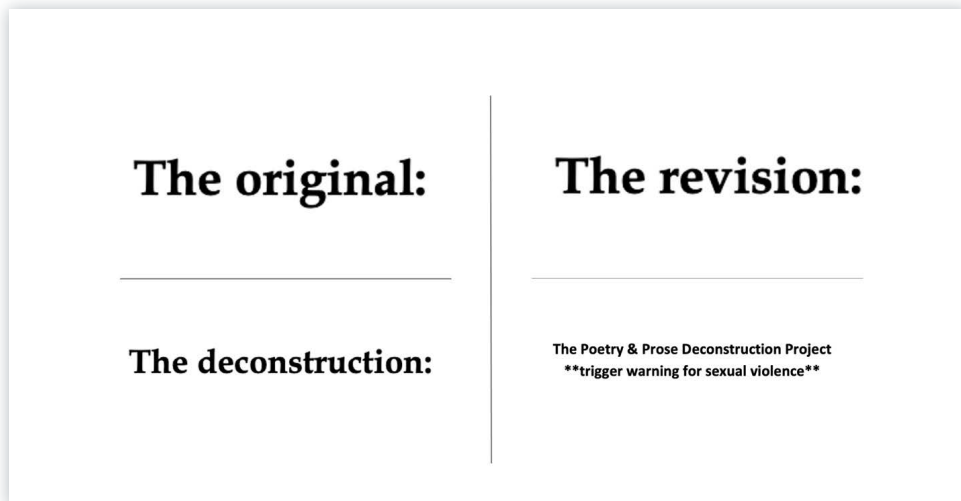 The original:
The deconstruction:
The revision:
The Poetry & Prose Deconstruction Project
**trigger warning for sexual violence**